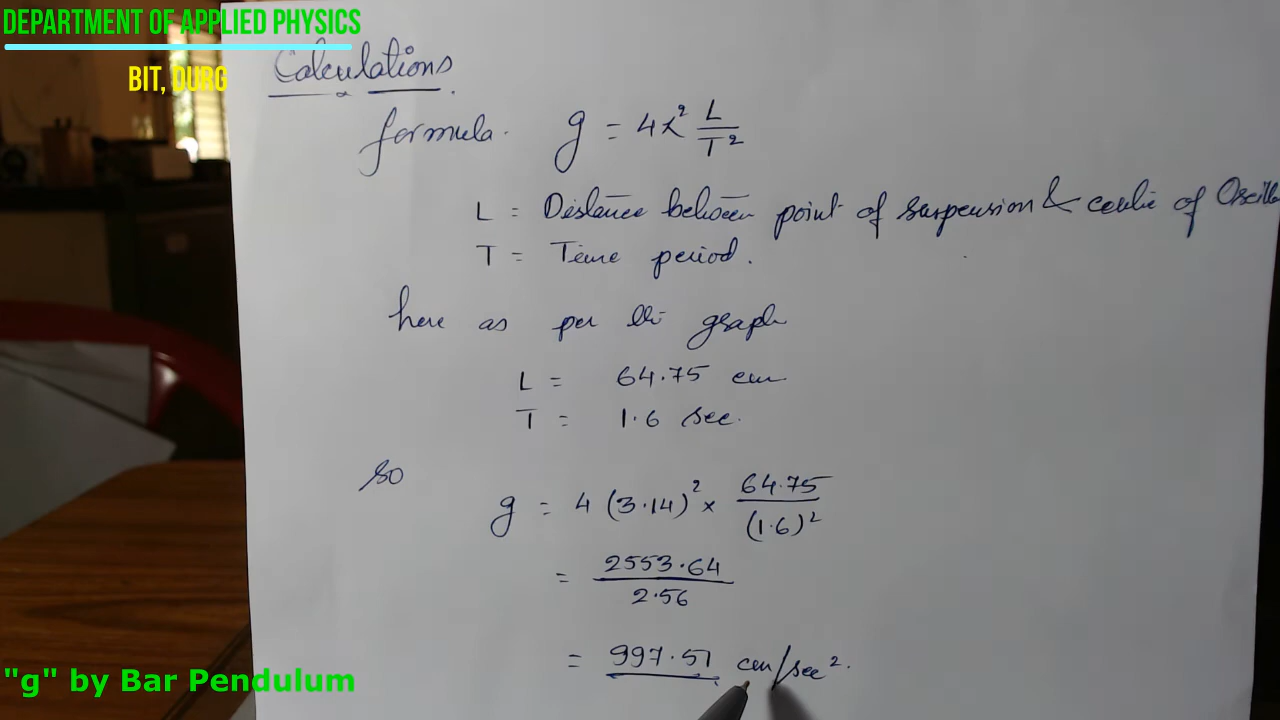 DEPARTMENT OF APPLIED PHYSICS
BIT, DURG
Calculations.
formula. g = 4π² L/T²
L = Distance between point of suspension & centre of Oscilla
T = Time period.
here as per the graph
L = 64.75 cm
T = 1.6 sec.
so
g = 4 (3.14)² × 64.75/(1.6)²
= 2553.64/2.56
= 997.51 cm/sec².
"g" by Bar Pendulum